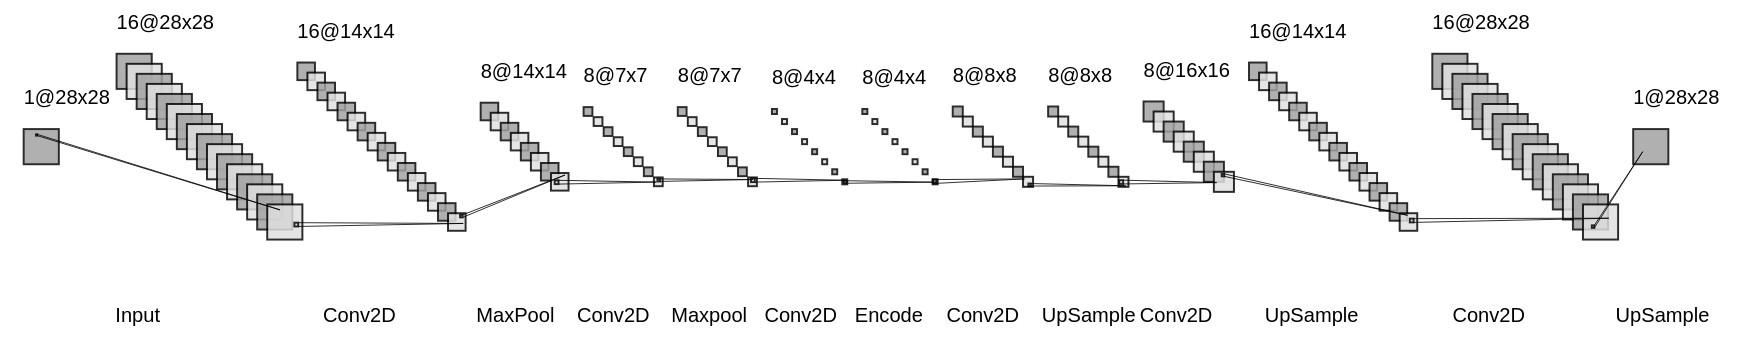 1@28x28
16@28x28
16@14x14
8@14x14
8@7x7
8@7x7
8@4x4
8@4x4
8@8x8
8@8x8
8@16x16
16@14x14
16@28x28
1@28x28
Input
Conv2D
MaxPool
Conv2D
Maxpool
Conv2D
Encode
Conv2D
UpSample
Conv2D
UpSample
Conv2D
UpSample